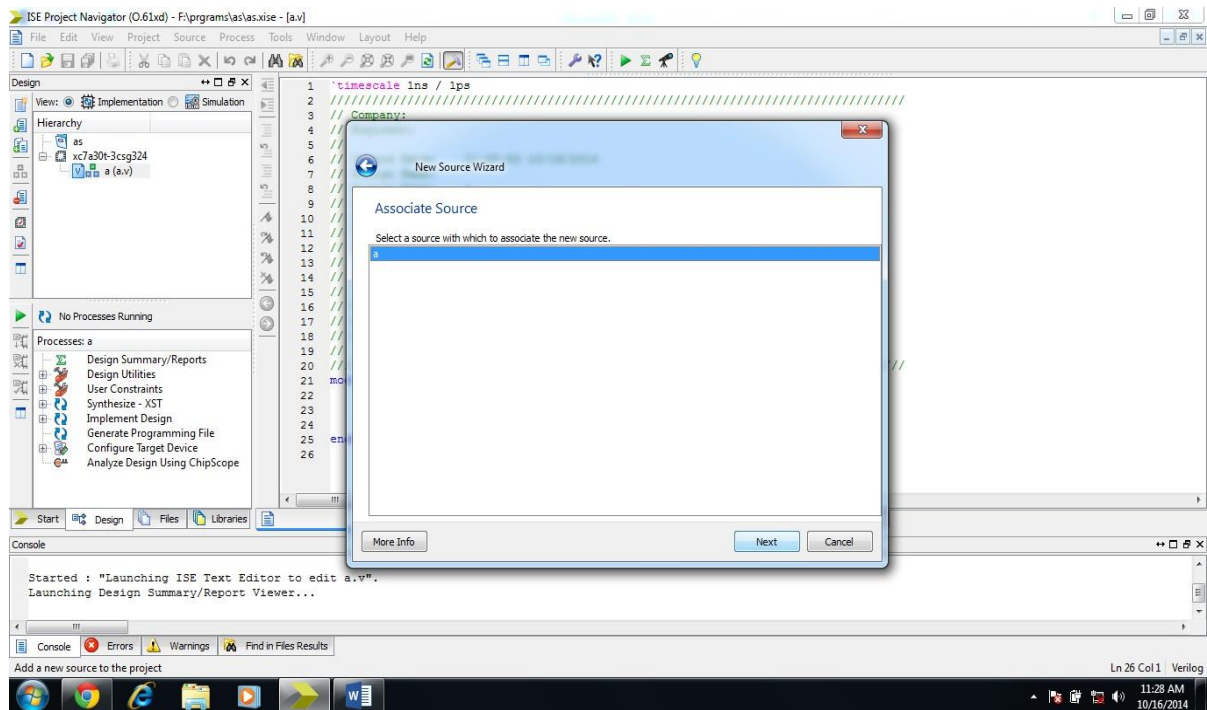 ISE Project Navigator (O.61xd) - F:\prgrams\as\as.xise - [a.v]
File Edit View Project Source Process Tools Window Layout Help
Design
View: Implementation Simulation
Hierarchy
as
xc7a30t-3csg324
a (a.v)
No Processes Running
Processes: a
Design Summary/Reports
Design Utilities
User Constraints
Synthesize - XST
Implement Design
Generate Programming File
Configure Target Device
Analyze Design Using ChipScope
Start Design Files Libraries
1 `timescale 1ns / 1ps
2 //////////////////////////////////////////////////////////////////////////////////
3 // Company:
4 //
5 //
6 //
7 //
8 //
9 //
10 //
11 //
12 //
13 //
14 //
15 //
16 //
17 //
18 //
19 //
20 // //
21 mo
22
23
24
25 en
26
New Source Wizard
Associate Source
Select a source with which to associate the new source.
a
More Info Next Cancel
Console
Started : "Launching ISE Text Editor to edit a.v".
Launching Design Summary/Report Viewer...
Console Errors Warnings Find in Files Results
Add a new source to the project
Ln 26 Col 1 Verilog
11:28 AM
10/16/2014